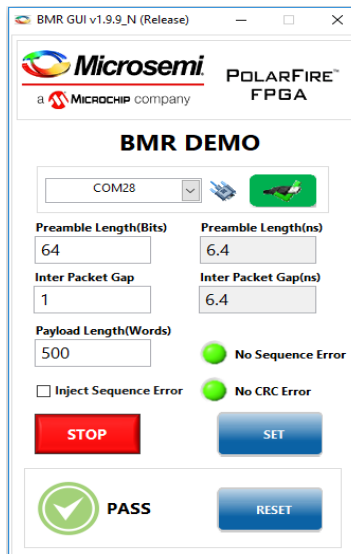 BMR GUI v1.9.9_N (Release)
Microsemi.
a MICROCHIP company
POLARFIRE™
FPGA
BMR DEMO
COM28
Preamble Length(Bits)
Preamble Length(ns)
64
6.4
Inter Packet Gap
Inter Packet Gap(ns)
1
6.4
Payload Length(Words)
500
No Sequence Error
Inject Sequence Error
No CRC Error
STOP
SET
PASS
RESET